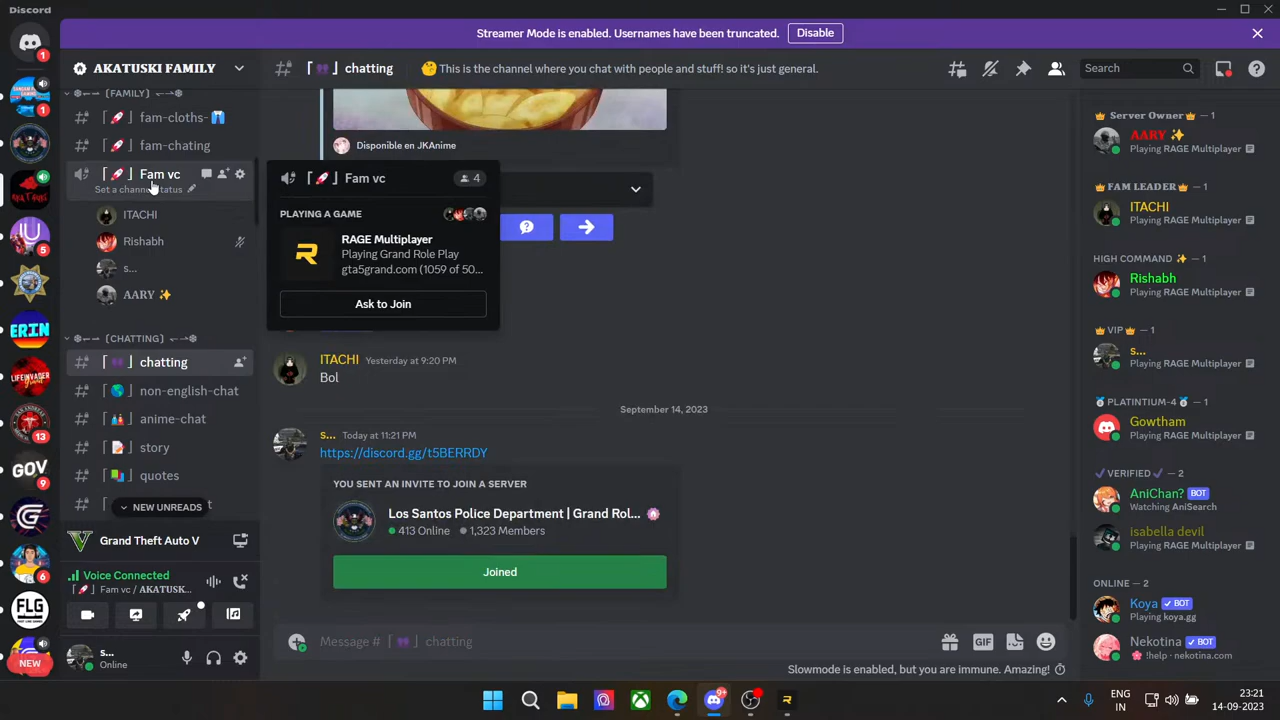 Discord
Streamer Mode is enabled. Usernames have been truncated. Disable
AKATUSKI FAMILY
chatting
This is the channel where you chat with people and stuff! so it's just general.
Search
(FAMILY)
fam-cloths-
fam-chating
Fam vc
Set a channel status
ITACHI
Rishabh
s...
AARY
(CHATTING)
chatting
non-english-chat
anime-chat
story
quotes
NEW UNREADS
Grand Theft Auto V
Voice Connected
Fam vc / AKATUSK...
s...
Online
Fam vc
4
PLAYING A GAME
R
RAGE Multiplayer
Playing Grand Role Play
gta5grand.com (1059 of 50...
Ask to Join
Disponible en JKAnime
ITACHI Yesterday at 9:20 PM
Bol
September 14, 2023
s... Today at 11:21 PM
https://discord.gg/t5BERRDY
YOU SENT AN INVITE TO JOIN A SERVER
Los Santos Police Department | Grand Rol...
413 Online 1,323 Members
Joined
Message # chatting
GIF
Slowmode is enabled, but you are immune. Amazing!
Server Owner — 1
AARY
Playing RAGE Multiplayer
FAM LEADER — 1
ITACHI
Playing RAGE Multiplayer
HIGH COMMAND — 1
Rishabh
Playing RAGE Multiplayer
VIP — 1
s...
Playing RAGE Multiplayer
PLATINTIUM-4 — 1
Gowtham
Playing RAGE Multiplayer
VERIFIED — 2
AniChan? BOT
Watching AniSearch
isabella devil
Playing RAGE Multiplayer
ONLINE — 2
Koya BOT
Playing koya.gg
Nekotina BOT
!help • nekotina.com
1
1
5
ERIN
LIFEINVADER
13
GOV
9
6
FLG
NEW
9+
ENG
IN
23:21
14-09-2023